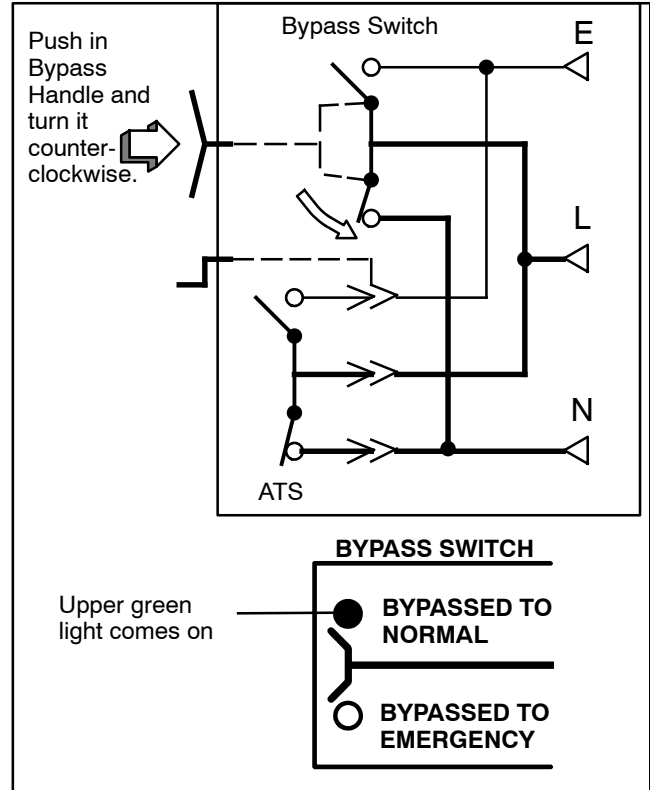 Push in
Bypass
Handle and
turn it
counter-
clockwise.
Bypass Switch
E
L
N
ATS
BYPASS SWITCH
Upper green
light comes on
BYPASSED TO
NORMAL
BYPASSED TO
EMERGENCY